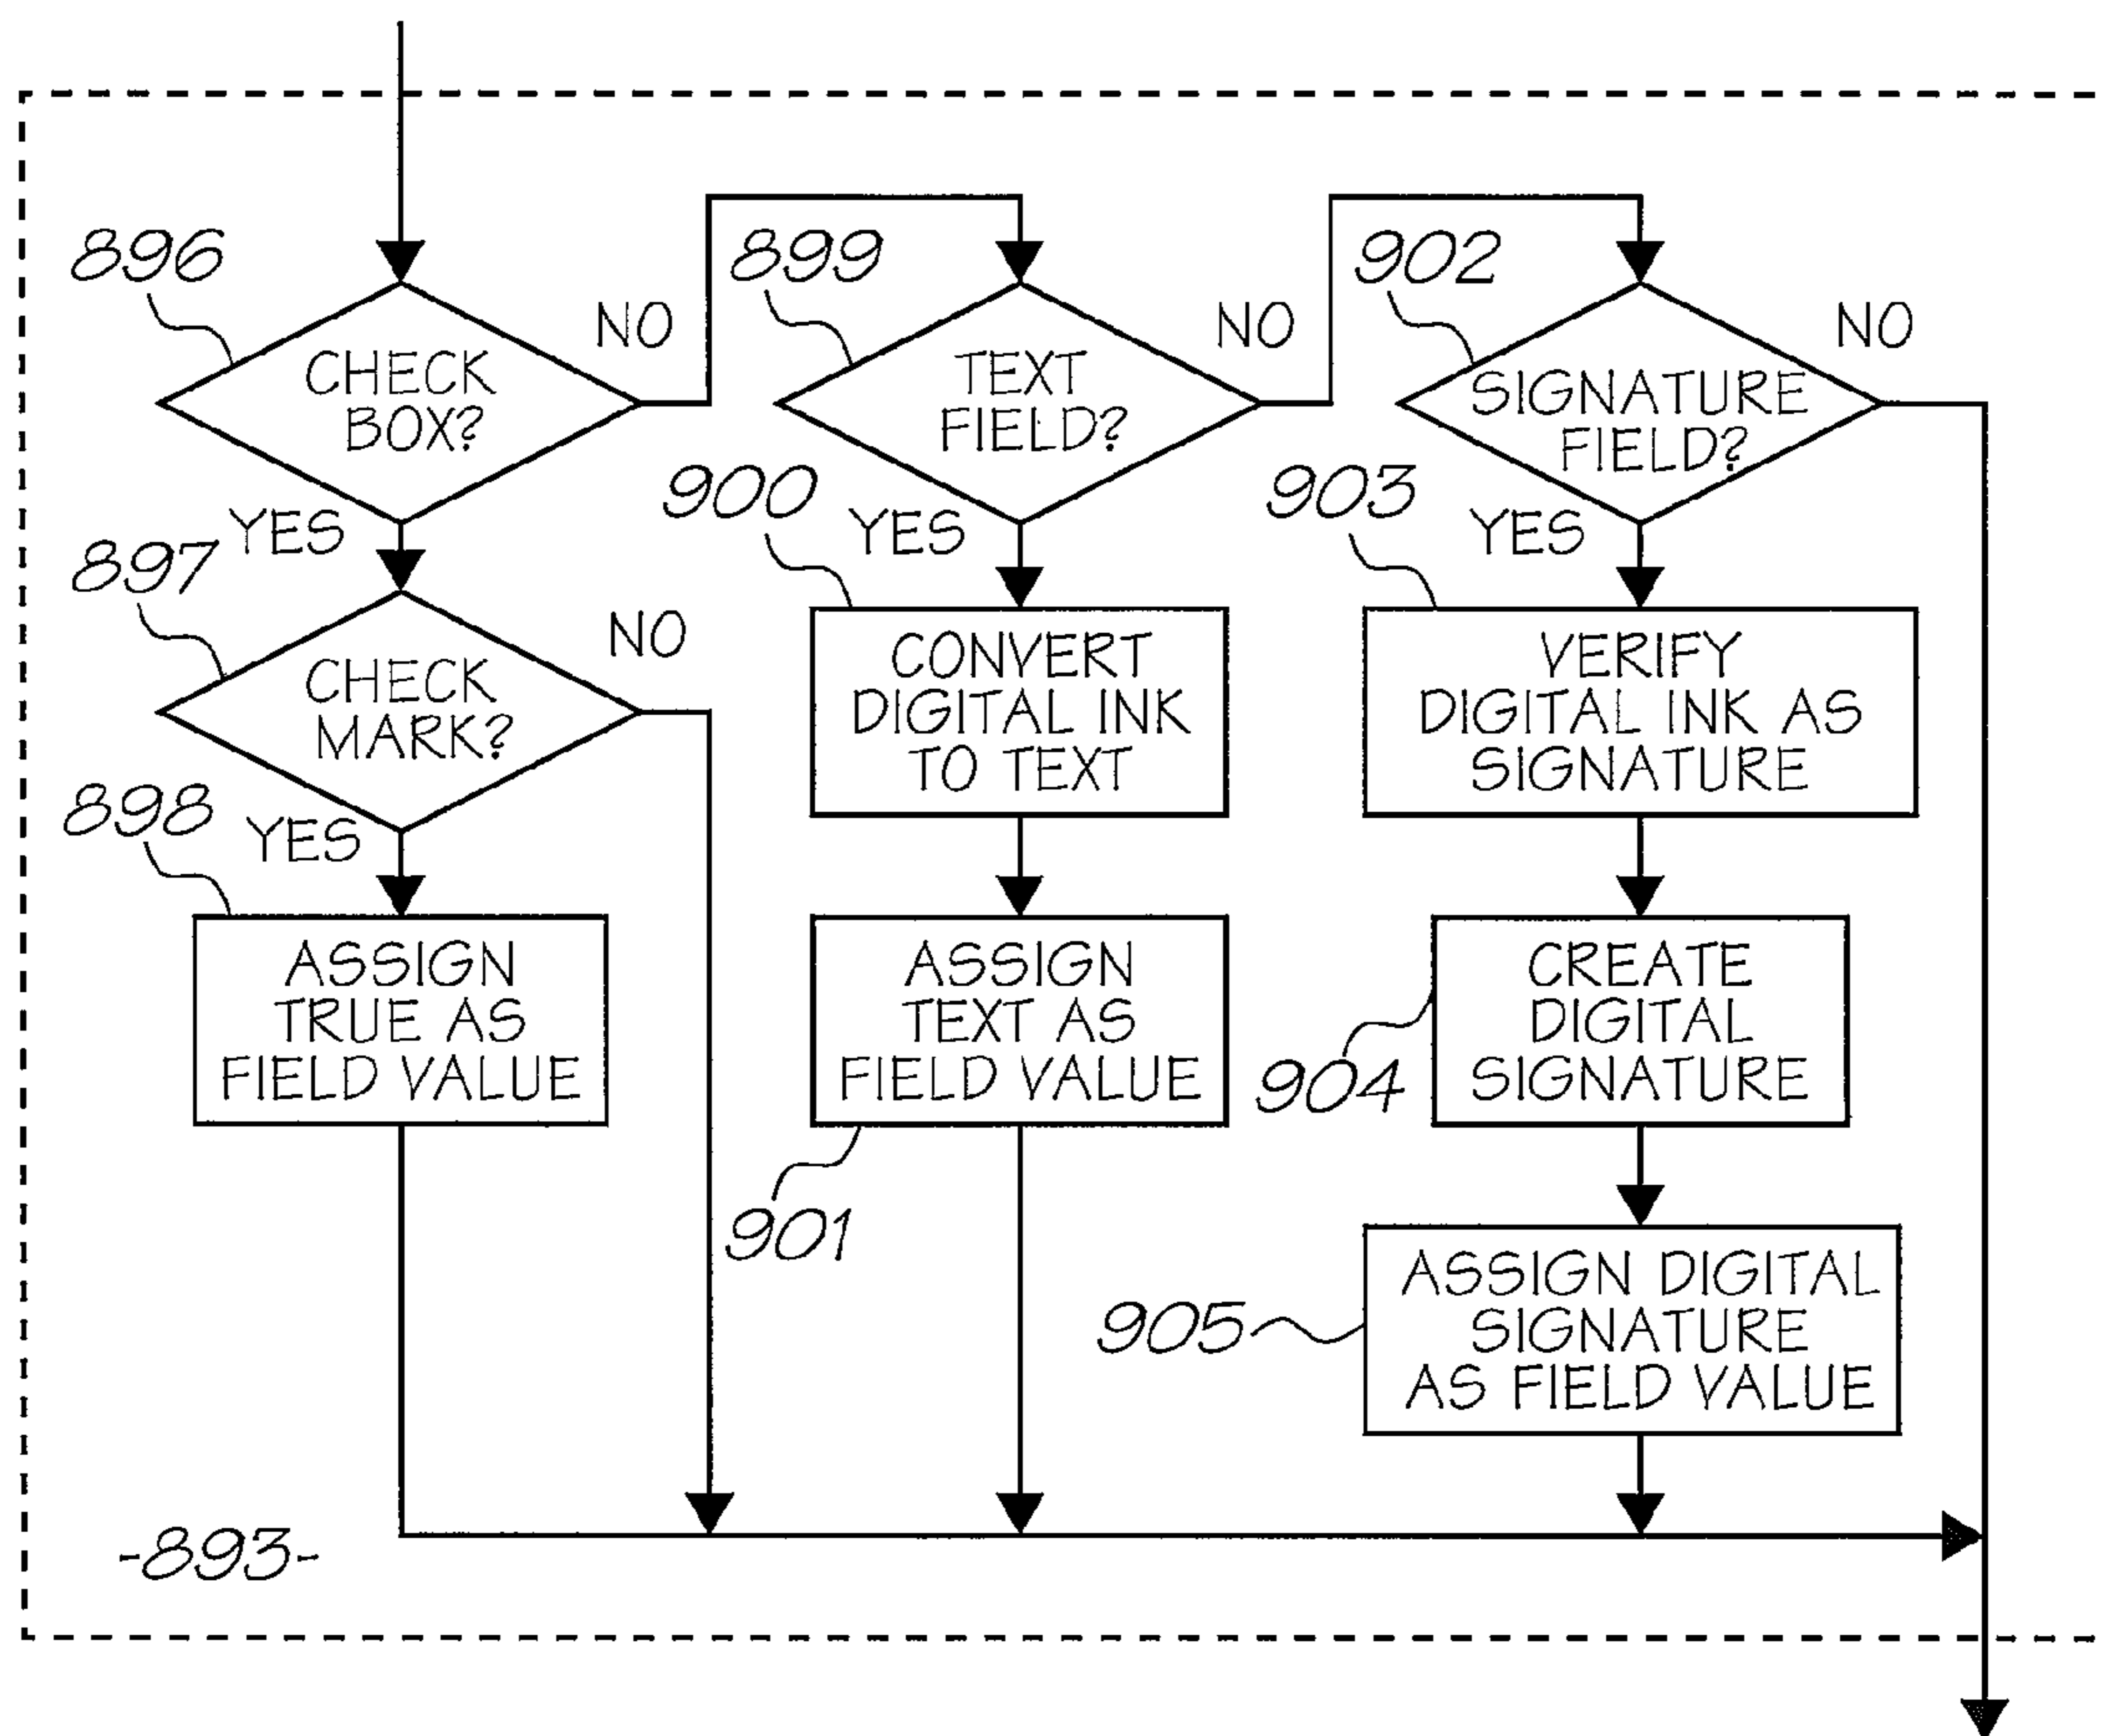 896
CHECK
BOX?
NO
YES
897
CHECK
MARK?
NO
YES
898
ASSIGN
TRUE AS
FIELD VALUE
899
TEXT
FIELD?
NO
YES
900
CONVERT
DIGITAL INK
TO TEXT
ASSIGN
TEXT AS
FIELD VALUE
901
902
SIGNATURE
FIELD?
NO
YES
903
VERIFY
DIGITAL INK AS
SIGNATURE
CREATE
DIGITAL
SIGNATURE
904
ASSIGN DIGITAL
SIGNATURE
AS FIELD VALUE
905
-893-